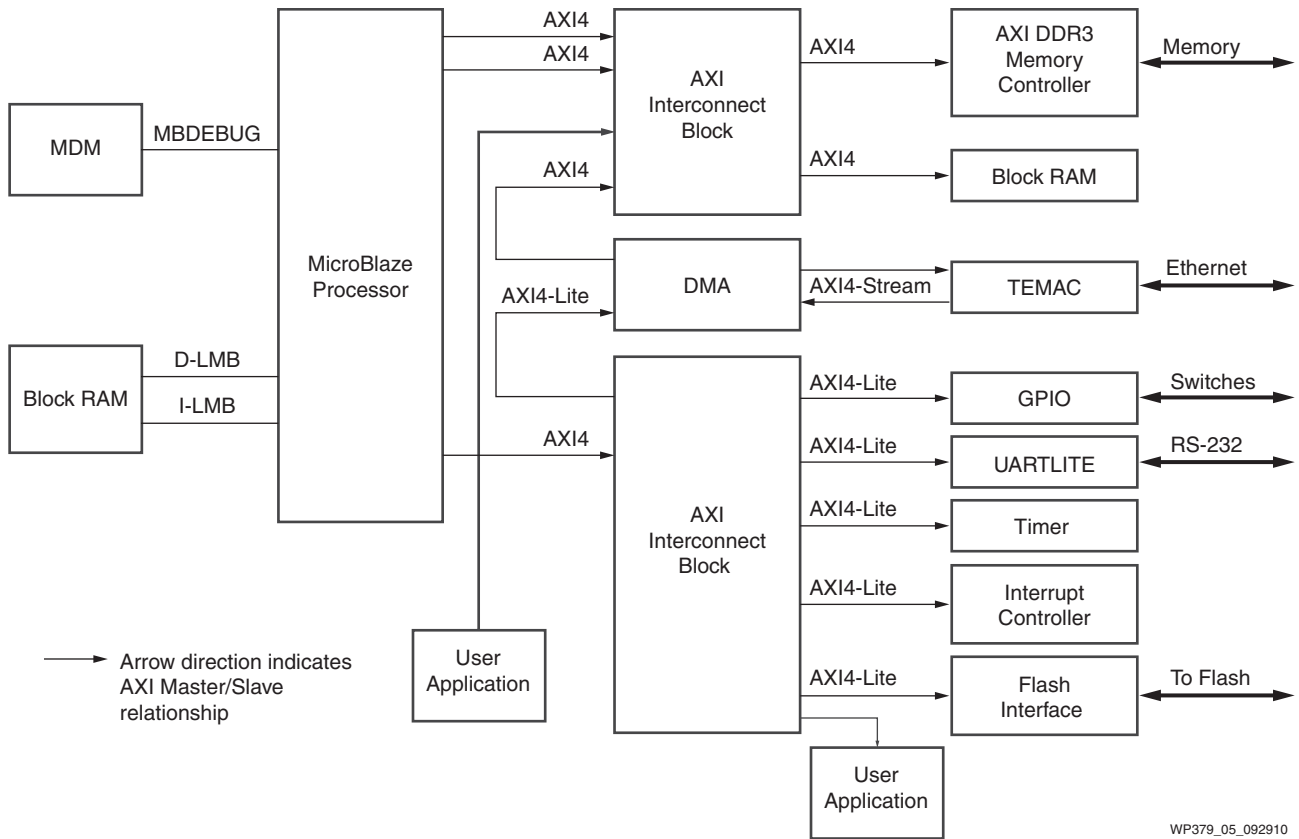 AXI4
AXI4
AXI
Interconnect
Block
AXI4
AXI DDR3
Memory
Controller
Memory
MDM
MBDEBUG
AXI4
AXI4
Block RAM
MicroBlaze
Processor
AXI4-Lite
DMA
AXI4-Stream
TEMAC
Ethernet
Block RAM
D-LMB
I-LMB
AXI4
AXI
Interconnect
Block
AXI4-Lite
GPIO
Switches
AXI4-Lite
UARTLITE
RS-232
AXI4-Lite
Timer
AXI4-Lite
Interrupt
Controller
AXI4-Lite
Flash
Interface
To Flash
User
Application
User
Application
Arrow direction indicates
AXI Master/Slave
relationship
WP379_05_092910